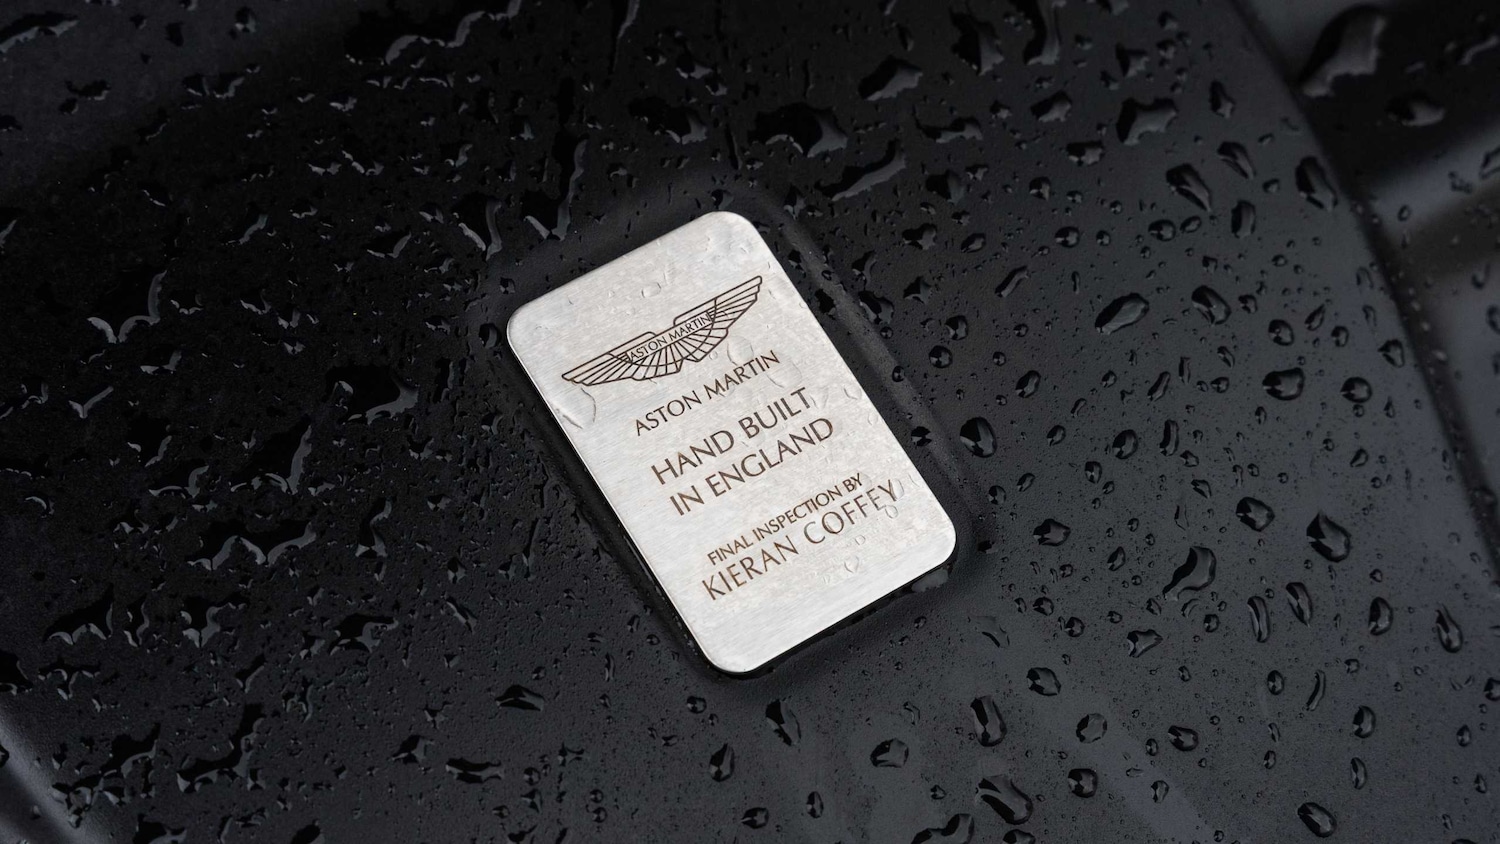 ASTON MARTIN
ASTON MARTIN
HAND BUILT
IN ENGLAND
FINAL INSPECTION BY
KIERAN COFFEY